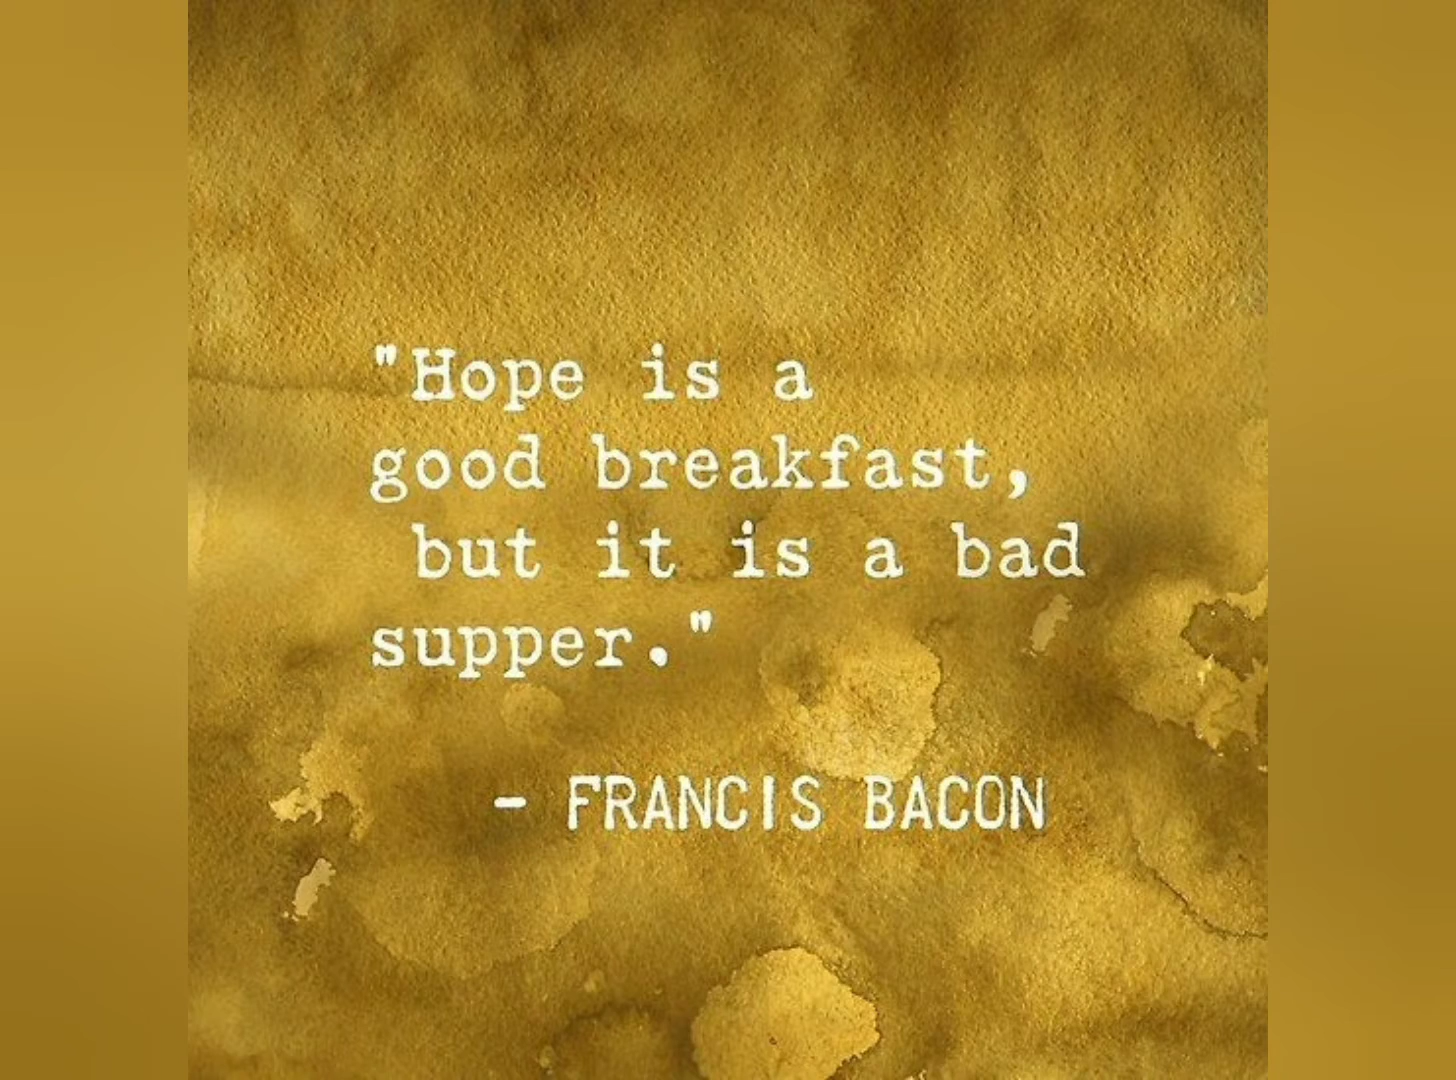 "Hope is a
good breakfast,
but it is a bad
supper."
- FRANCIS BACON